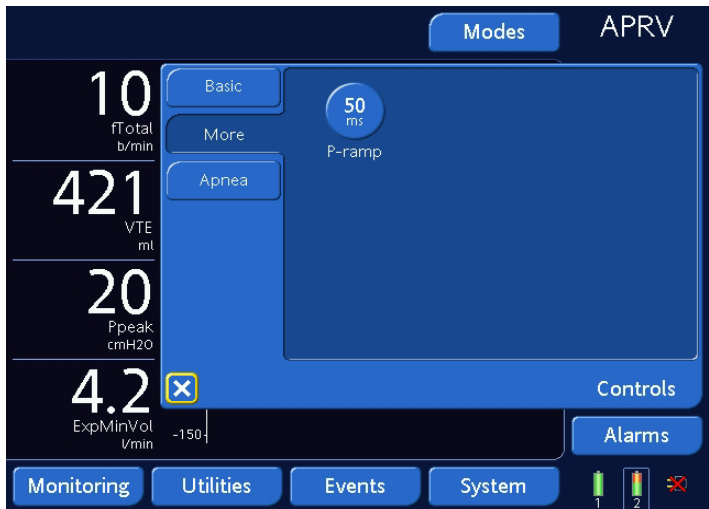 Modes
APRV
10
fTotal
b/min
421
VTE
ml
20
Ppeak
cmH2O
4.2
ExpMinVol
l/min
Basic
More
Apnea
50
ms
P-ramp
Controls
-150
Alarms
Monitoring
Utilities
Events
System
1
2